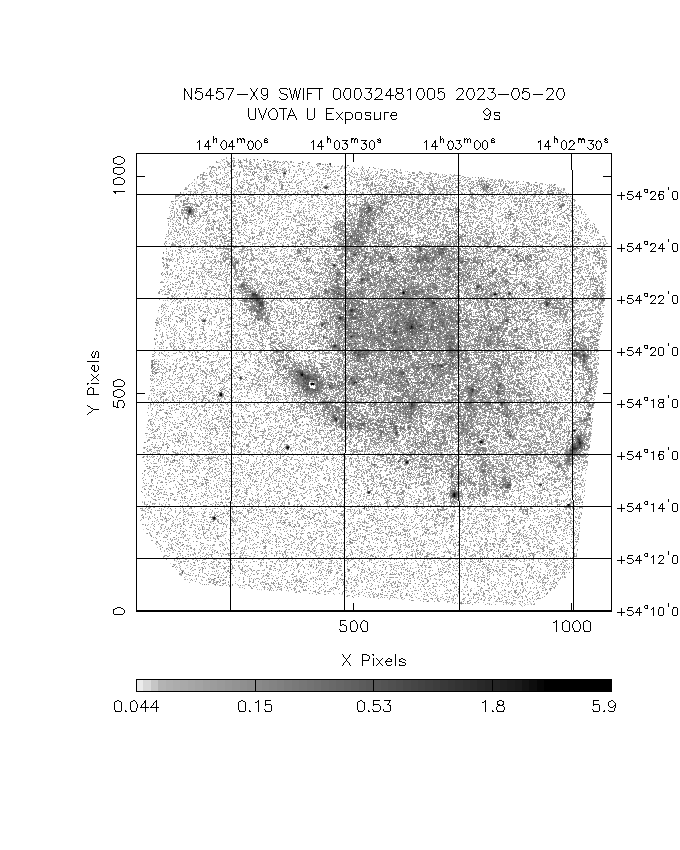 N5457-X9 SWIFT 00032481005 2023-05-20
UVOTA U Exposure 9s
14ʰ04ᵐ00ˢ 14ʰ03ᵐ30ˢ 14ʰ03ᵐ00ˢ 14ʰ02ᵐ30ˢ
1000
+54°26'0
+54°24'0
+54°22'0
+54°20'0
Y Pixels
500
+54°18'0
+54°16'0
+54°14'0
+54°12'0
0
+54°10'0
500 1000
X Pixels
0.044 0.15 0.53 1.8 5.9